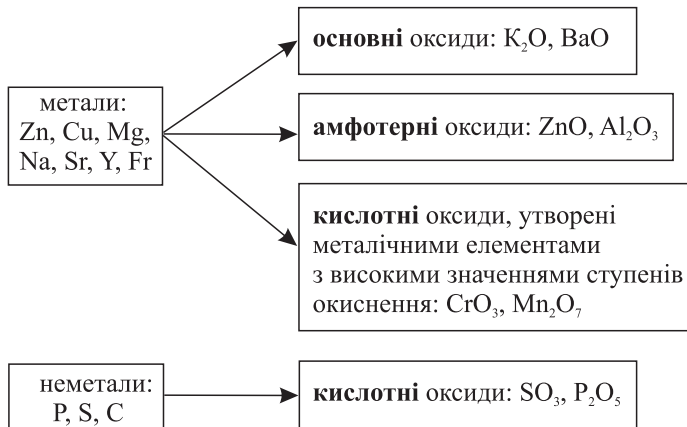 основні оксиди: K₂O, BaO
метали:
Zn, Cu, Mg,
Na, Sr, Y, Fr
амфотерні оксиди: ZnO, Al₂O₃
кислотні оксиди, утворені
металічними елементами
з високими значеннями ступенів
окиснення: CrO₃, Mn₂O₇
неметали:
P, S, C
кислотні оксиди: SO₃, P₂O₅